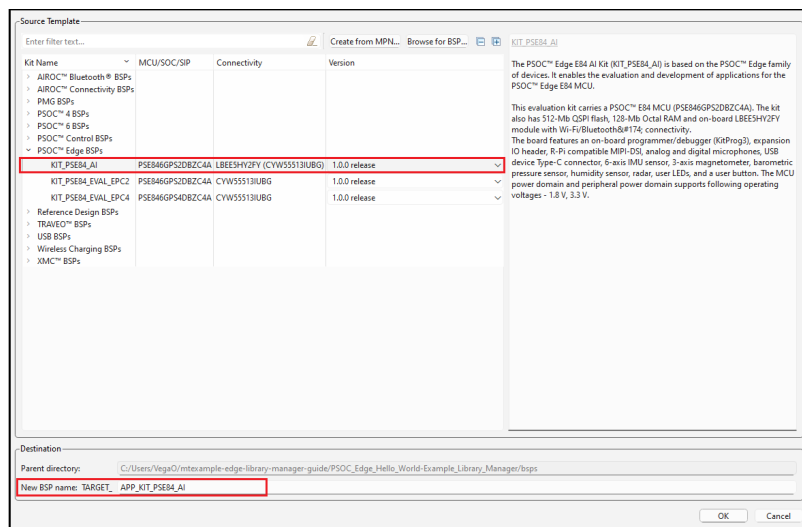 Source Template
Enter filter text...
Create from MPN... Browse for BSP...
Kit Name MCU/SOC/SIP Connectivity Version
AIROC™ Bluetooth® BSPs
AIROC™ Connectivity BSPs
PMG BSPs
PSOC™ 4 BSPs
PSOC™ 6 BSPs
PSOC™ Control BSPs
PSOC™ Edge BSPs
KIT_PSE84_AI PSE846GPS2DBZC4A LBEE5HY2FY (CYW55513IUBG) 1.0.0 release
KIT_PSE84_EVAL_EPC2 PSE846GPS2DBZC4A CYW55513IUBG 1.0.0 release
KIT_PSE84_EVAL_EPC4 PSE846GPS4DBZC4A CYW55513IUBG 1.0.0 release
Reference Design BSPs
TRAVEO™ BSPs
USB BSPs
Wireless Charging BSPs
XMC™ BSPs
KIT_PSE84_AI
The PSOC™ Edge E84 AI Kit (KIT_PSE84_AI) is based on the PSOC™ Edge family
of devices. It enables the evaluation and development of applications for the
PSOC™ Edge E84 MCU.
This evaluation kit carries a PSOC™ E84 MCU (PSE846GPS2DBZC4A). The kit
also has 512-Mb QSPI flash, 128-Mb Octal RAM and on-board LBEE5HY2FY
module with Wi-Fi/Bluetooth&#174; connectivity.
The board features an on-board programmer/debugger (KitProg3), expansion
IO header, R-Pi compatible MIPI-DSI, analog and digital microphones, USB
device Type-C connector, 6-axis IMU sensor, 3-axis magnetometer, barometric
pressure sensor, humidity sensor, radar, user LEDs, and a user button. The MCU
power domain and peripheral power domain supports following operating
voltages - 1.8 V, 3.3 V.
Destination
Parent directory: C:/Users/VegaO/mtexample-edge-library-manager-guide/PSOC_Edge_Hello_World-Example_Library_Manager/bsps
New BSP name: TARGET_ APP_KIT_PSE84_AI
OK Cancel